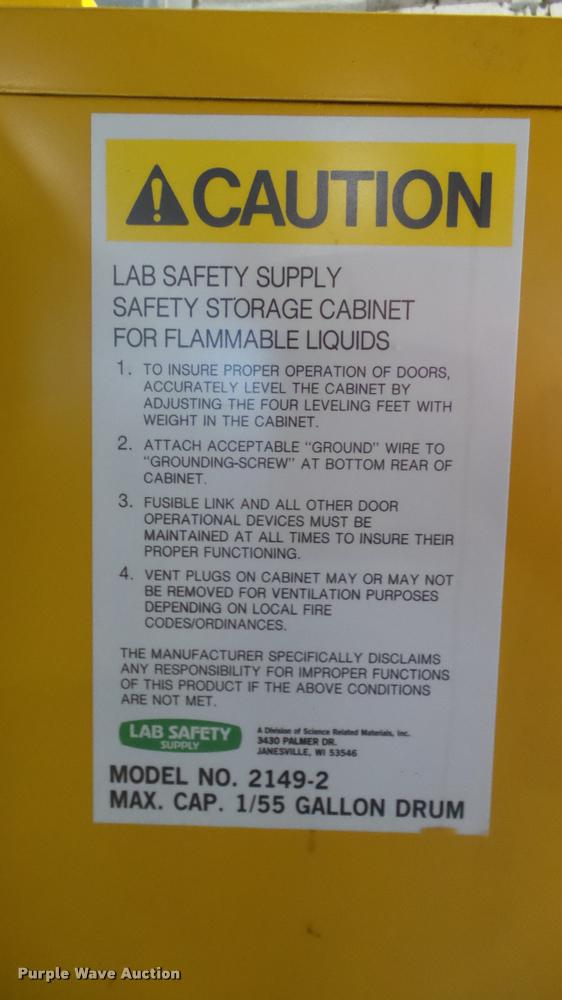 CAUTION
LAB SAFETY SUPPLY
SAFETY STORAGE CABINET
FOR FLAMMABLE LIQUIDS
1. TO INSURE PROPER OPERATION OF DOORS,
ACCURATELY LEVEL THE CABINET BY
ADJUSTING THE FOUR LEVELING FEET WITH
WEIGHT IN THE CABINET.
2. ATTACH ACCEPTABLE "GROUND" WIRE TO
"GROUNDING-SCREW" AT BOTTOM REAR OF
CABINET.
3. FUSIBLE LINK AND ALL OTHER DOOR
OPERATIONAL DEVICES MUST BE
MAINTAINED AT ALL TIMES TO INSURE THEIR
PROPER FUNCTIONING.
4. VENT PLUGS ON CABINET MAY OR MAY NOT
BE REMOVED FOR VENTILATION PURPOSES
DEPENDING ON LOCAL FIRE
CODES/ORDINANCES.
THE MANUFACTURER SPECIFICALLY DISCLAIMS
ANY RESPONSIBILITY FOR IMPROPER FUNCTIONS
OF THIS PRODUCT IF THE ABOVE CONDITIONS
ARE NOT MET.
LAB SAFETY
SUPPLY
A Division of Science Related Materials, Inc.
3430 PALMER DR.
JANESVILLE, WI 53546
MODEL NO. 2149-2
MAX. CAP. 1/55 GALLON DRUM
Purple Wave Auction